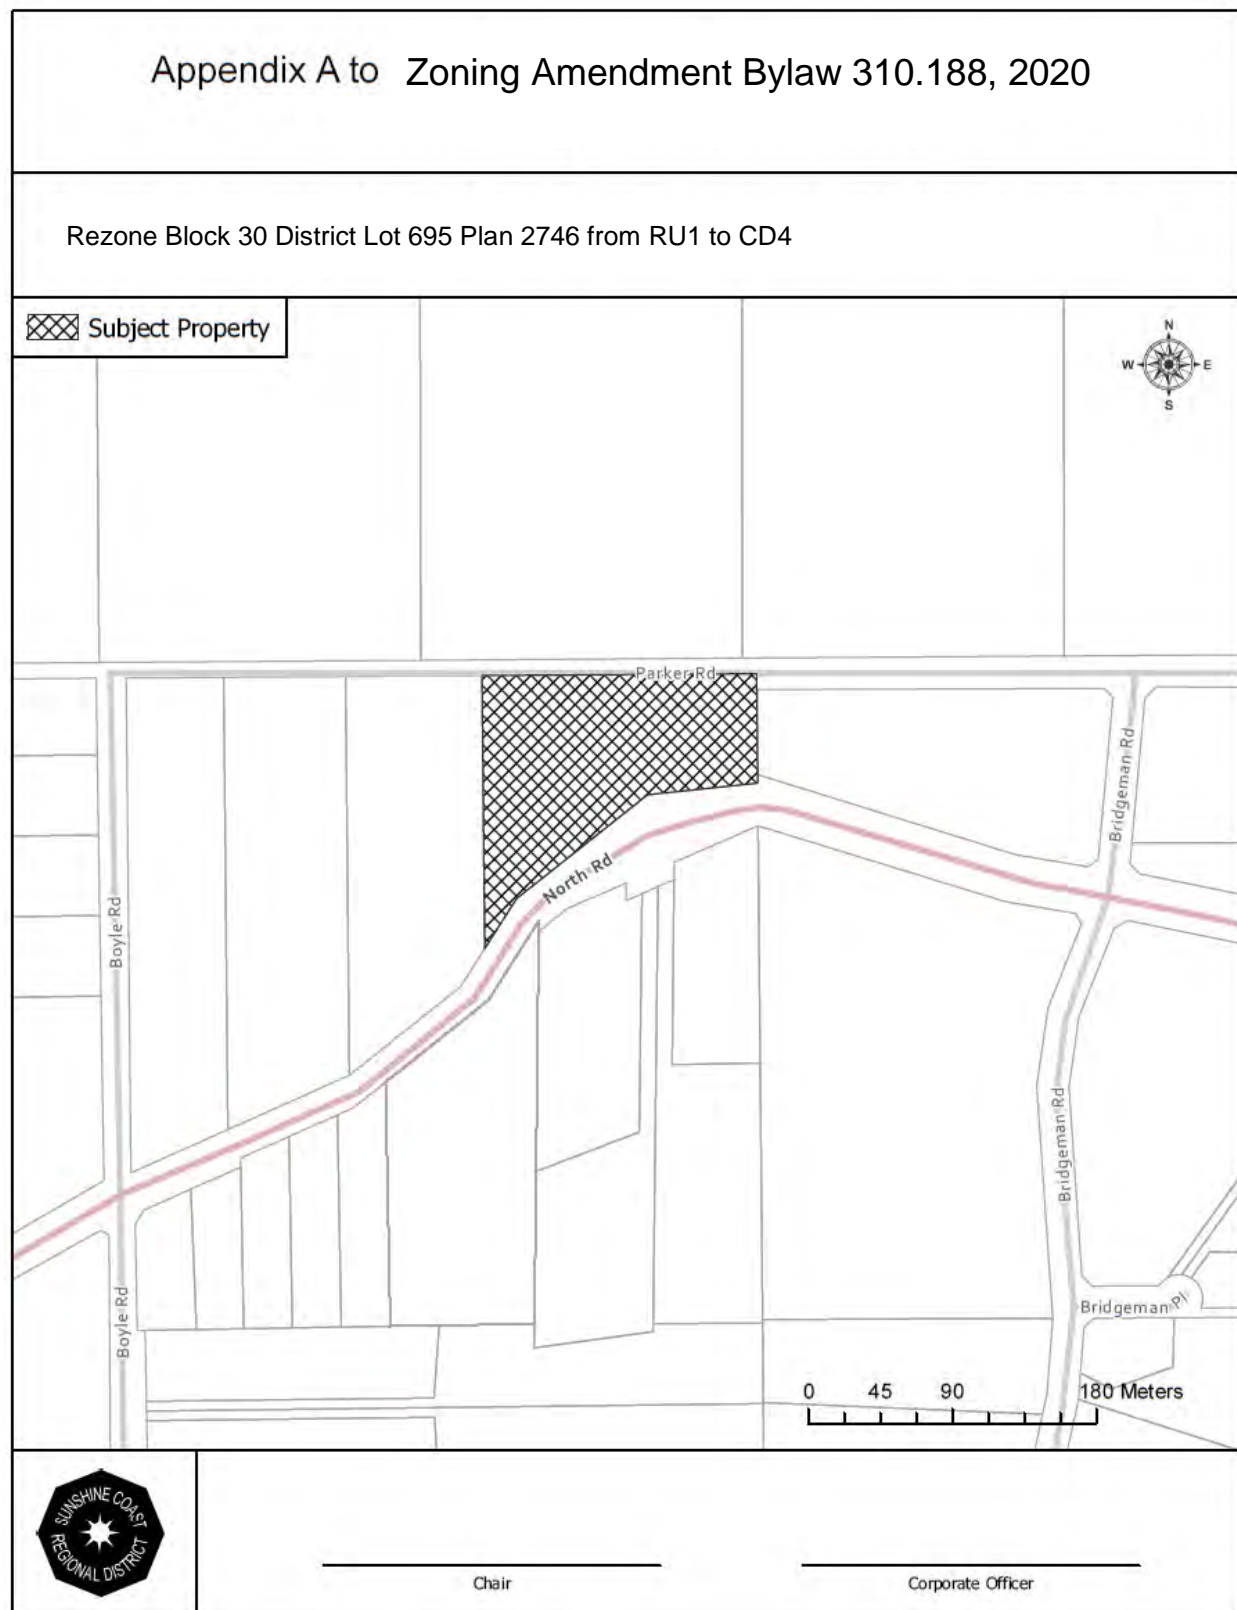 Appendix A to Zoning Amendment Bylaw 310.188, 2020
Rezone Block 30 District Lot 695 Plan 2746 from RU1 to CD4
Subject Property
N
W E
S
Parker Rd
Bridgeman Rd
North Rd
Boyle Rd
Bridgeman Rd
Boyle Rd
Bridgeman Pl
0 45 90 180 Meters
SUNSHINE COAST
REGIONAL DISTRICT
Chair
Corporate Officer